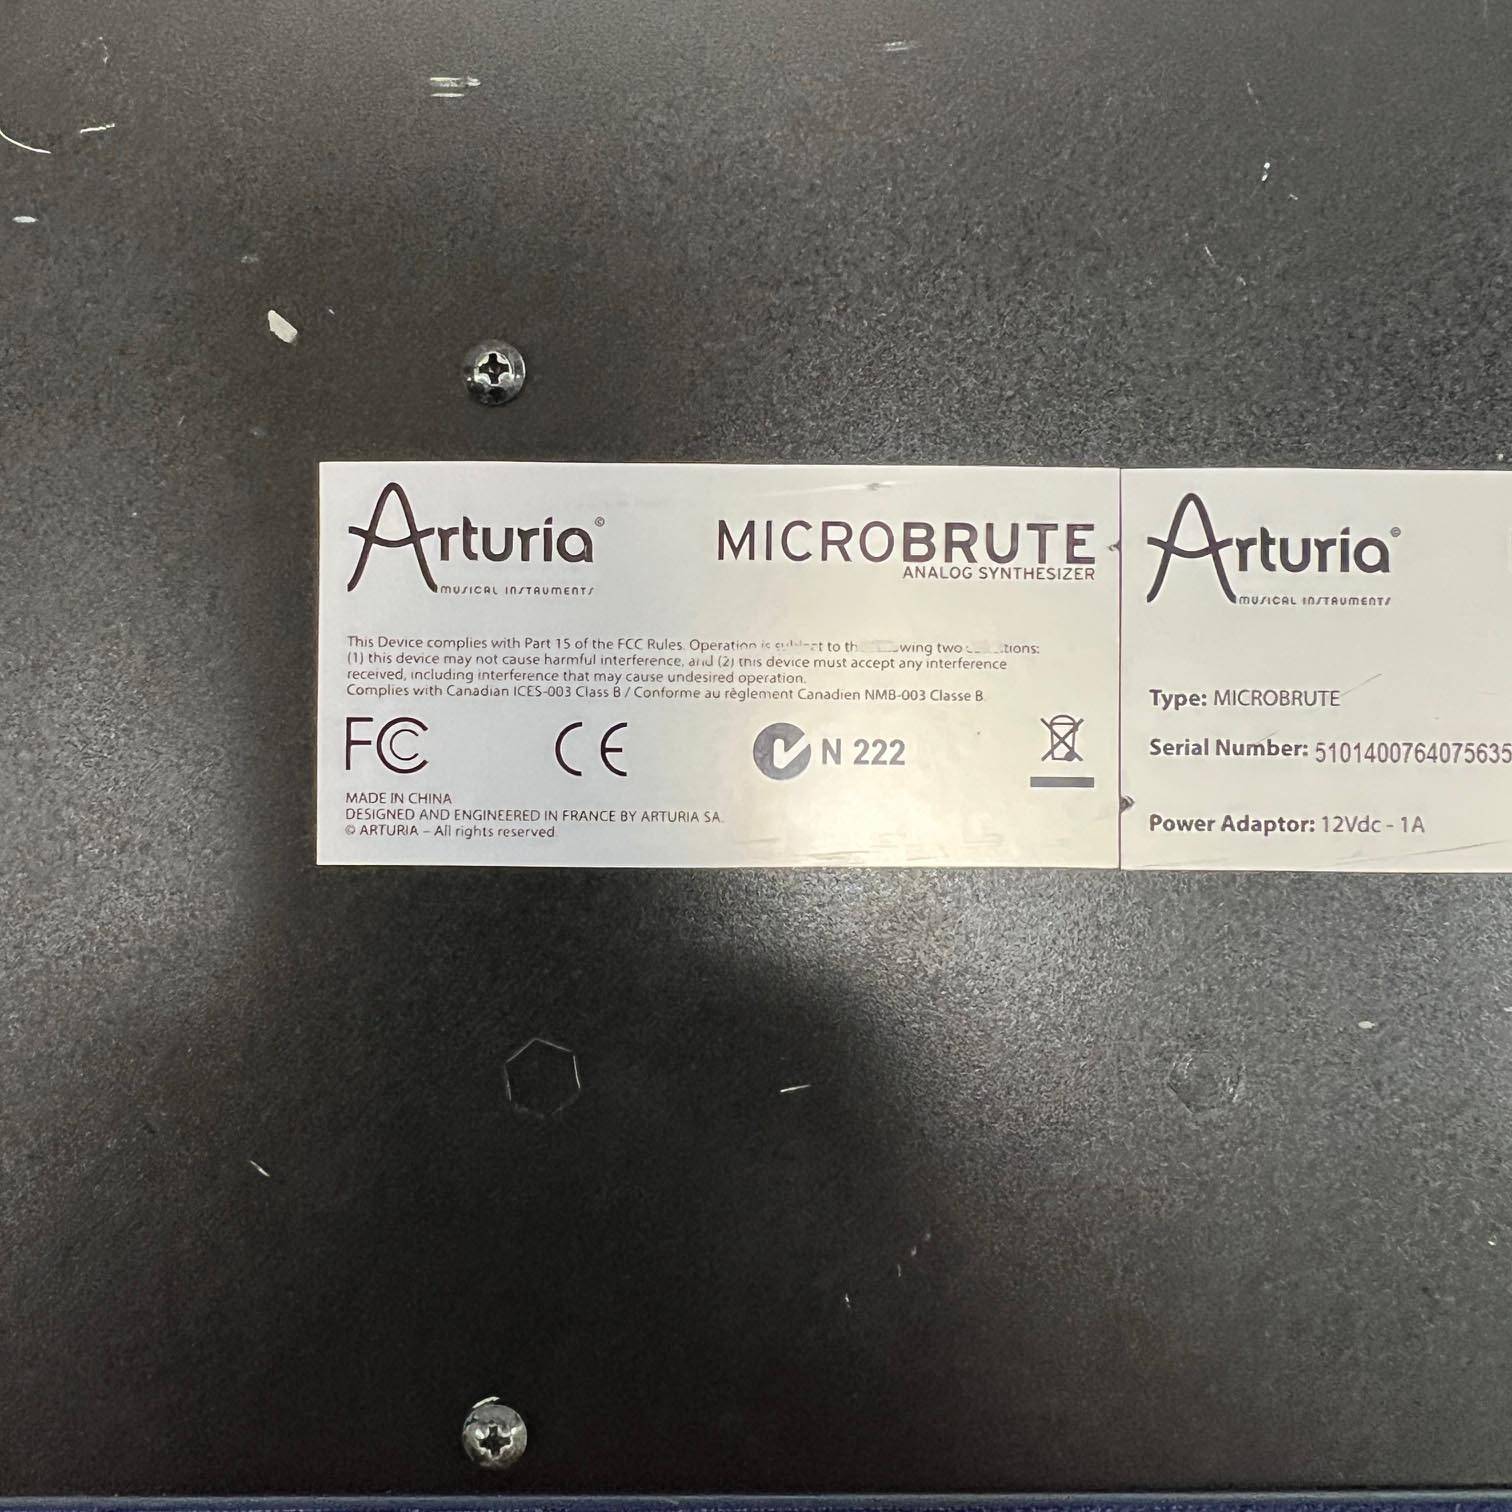 Arturia©
MUSICAL INSTRUMENTS
MICROBRUTE
ANALOG SYNTHESIZER
This Device complies with Part 15 of the FCC Rules. Operation is to two
(1) this device may not cause harmful interference, and (2) this device must accept any interference
received, including interference that may cause undesired operation.
Complies with Canadian ICES-003 Class B / Conforme au règlement Canadien NMB-003 Classe B
FC CE N 222
MADE IN CHINA
DESIGNED AND ENGINEERED IN FRANCE BY ARTURIA SA.
© ARTURIA – All rights reserved
Arturia©
MUSICAL INSTRUMENTS
Type: MICROBRUTE
Serial Number: 5101400764075635
Power Adaptor: 12Vdc - 1A